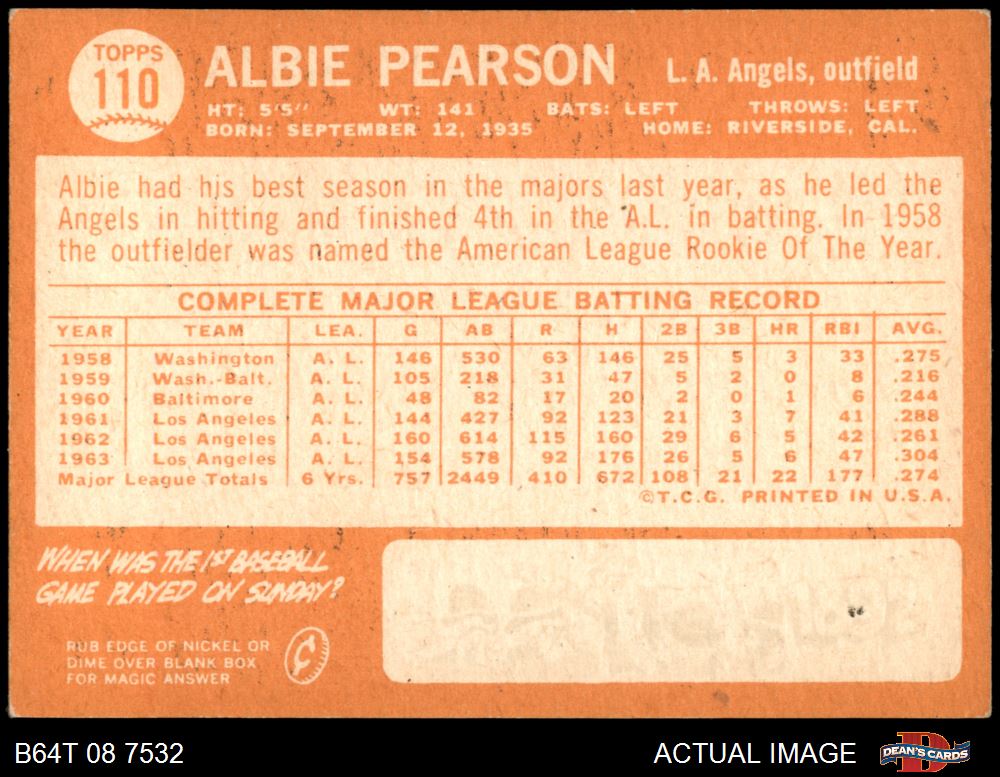 TOPPS
110
ALBIE PEARSON L. A. Angels, outfield
HT: 5'5" WT: 141 BATS: LEFT THROWS: LEFT
BORN: SEPTEMBER 12, 1935 HOME: RIVERSIDE, CAL.
Albie had his best season in the majors last year, as he led the
Angels in hitting and finished 4th in the A.L. in batting. In 1958
the outfielder was named the American League Rookie Of The Year.
COMPLETE MAJOR LEAGUE BATTING RECORD
YEAR TEAM LEA. G AB R H 2B 3B HR RBI AVG.
1958 Washington A. L. 146 530 63 146 25 5 3 33 .275
1959 Wash.-Balt. A. L. 105 218 31 47 5 2 0 8 .216
1960 Baltimore A. L. 48 82 17 20 2 0 1 6 .244
1961 Los Angeles A. L. 144 427 92 123 21 3 7 41 .288
1962 Los Angeles A. L. 160 614 115 160 29 6 5 42 .261
1963 Los Angeles A. L. 154 578 92 176 26 5 6 47 .304
Major League Totals 6 Yrs. 757 2449 410 672 108 21 22 177 .274
©T.C.G. PRINTED IN U.S.A.
WHEN WAS THE 1ST BASEBALL
GAME PLAYED ON SUNDAY?
RUB EDGE OF NICKEL OR
DIME OVER BLANK BOX
FOR MAGIC ANSWER
¢
B64T 08 7532 ACTUAL IMAGE DEAN'S CARDS